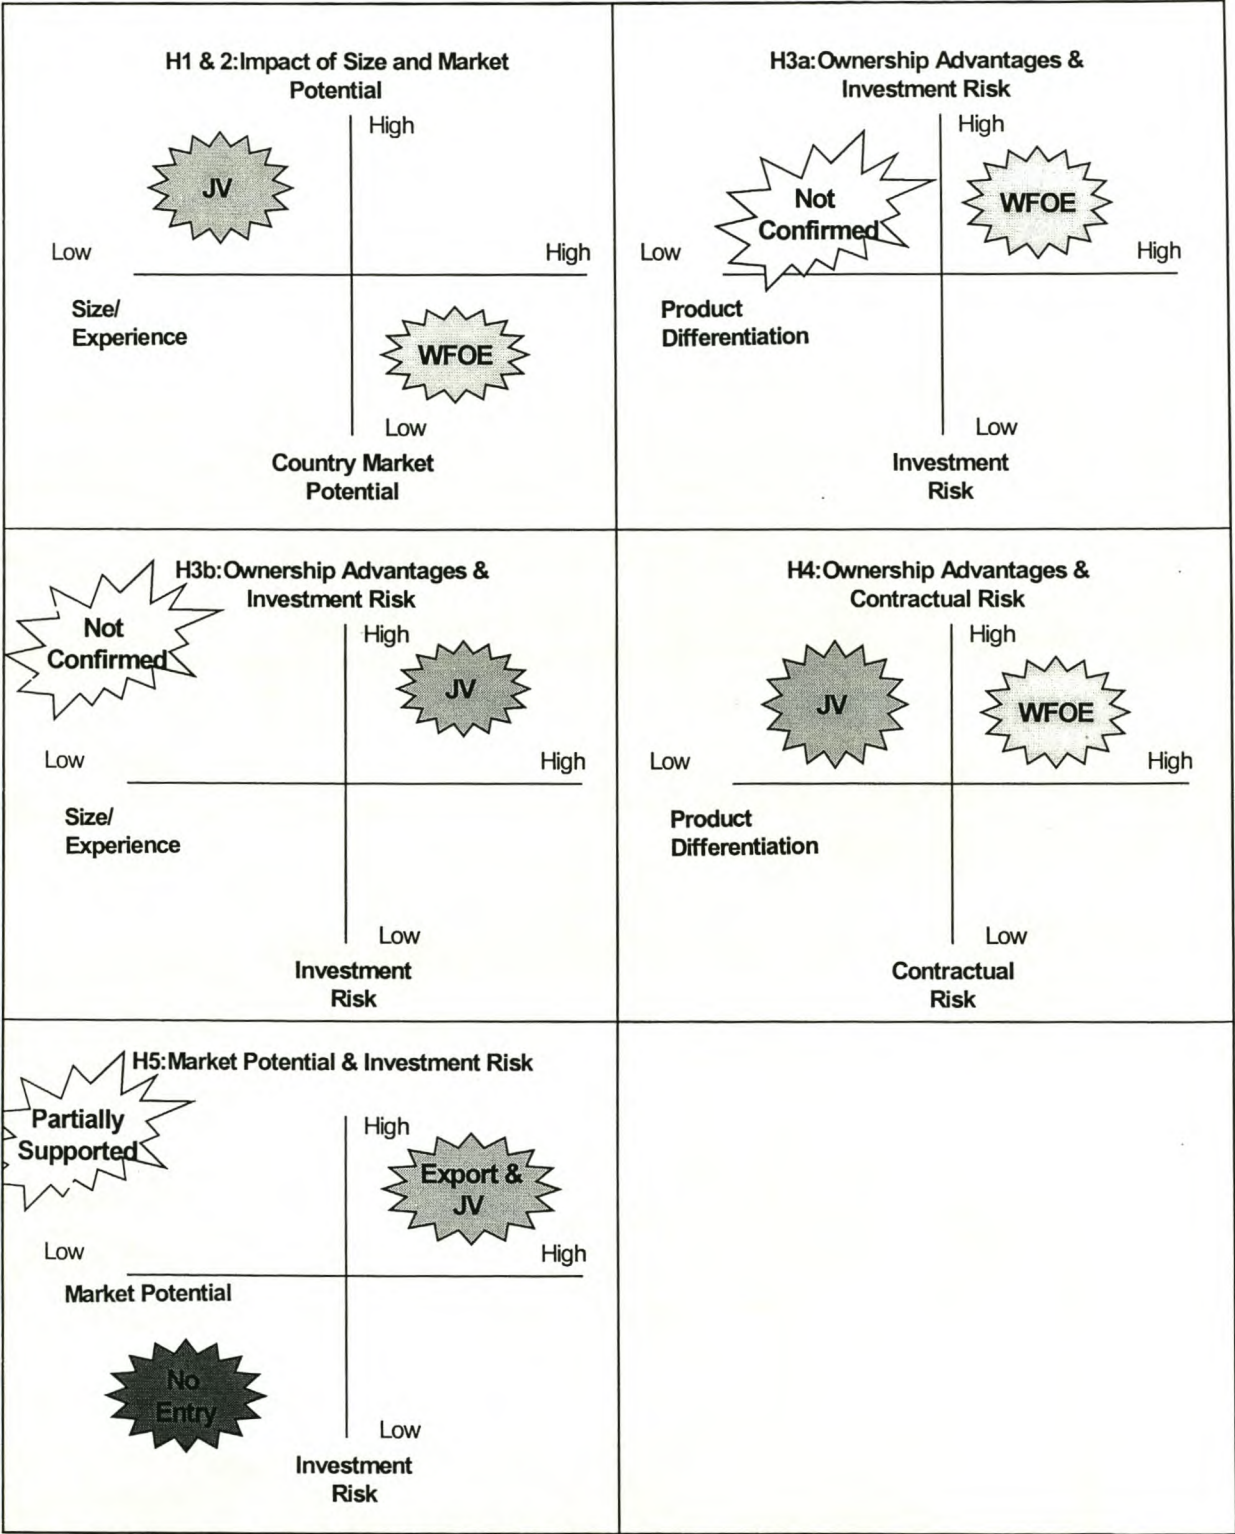 H1 & 2:Impact of Size and Market
Potential
High
JV
Low
High
Size/
Experience
WFOE
Low
Country Market
Potential
H3a:Ownership Advantages &
Investment Risk
High
Not
Confirmed
WFOE
Low
High
Product
Differentiation
Low
Investment
Risk
H3b:Ownership Advantages &
Investment Risk
Not
Confirmed
High
JV
Low
High
Size/
Experience
Low
Investment
Risk
H4:Ownership Advantages &
Contractual Risk
High
JV
WFOE
Low
High
Product
Differentiation
Low
Contractual
Risk
H5:Market Potential & Investment Risk
Partially
Supported
High
Export &
JV
Low
High
Market Potential
No
Entry
Low
Investment
Risk